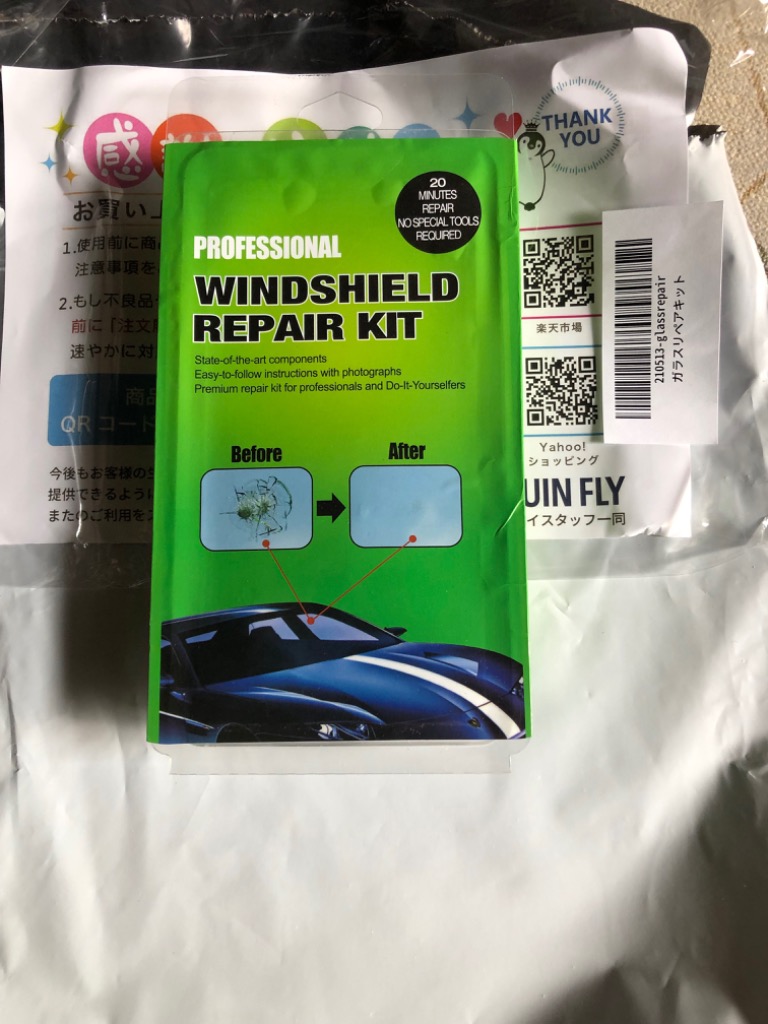 感
THANK
YOU
お買い
1.使用前に商
注意事項を
2.もし不良品
前に「注文
速やかに対
商品
QRコート
今後もお客様の
提供できるように
またのご利用を
20
MINUTES
REPAIR
NO SPECIAL TOOLS
REQUIRED
PROFESSIONAL
WINDSHIELD
REPAIR KIT
State-of-the-art components
Easy-to-follow instructions with photographs
Premium repair kit for professionals and Do-It-Yourselfers
Before
After
楽天市場
Yahoo!
ショッピング
UIN FLY
イスタッフ一同
210513-glassrepair
ガラスリペアキット